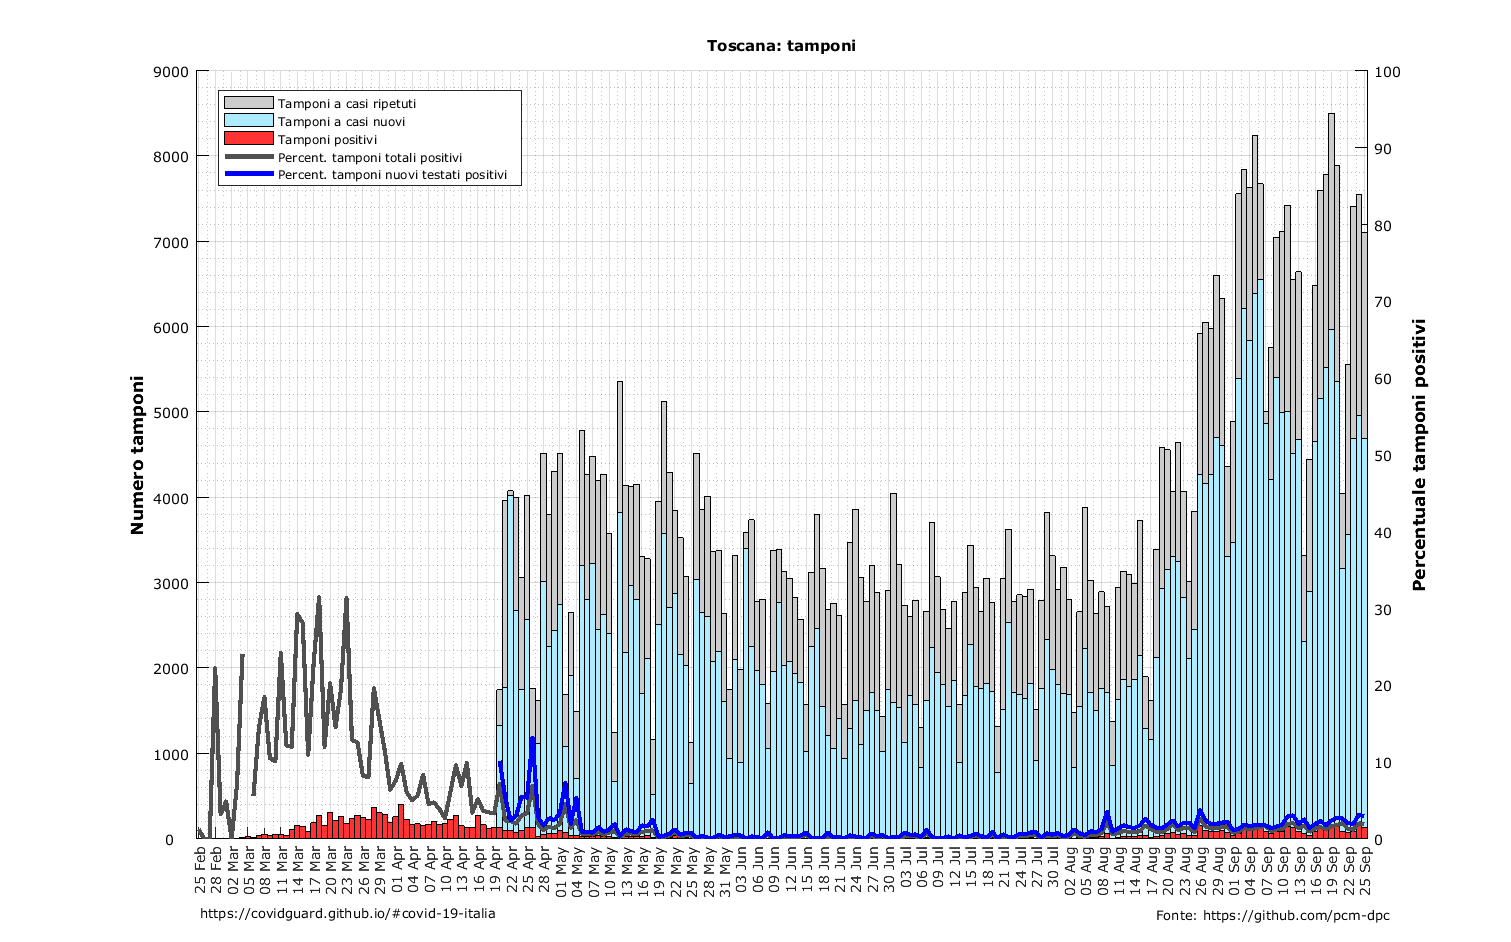 Toscana: tamponi
9000
8000
7000
6000
5000
4000
3000
2000
1000
0
Numero tamponi
Tamponi a casi ripetuti
Tamponi a casi nuovi
Tamponi positivi
Percent. tamponi totali positivi
Percent. tamponi nuovi testati positivi
100
90
80
70
60
50
40
30
20
10
0
Percentuale tamponi positivi
25 Feb
28 Feb
02 Mar
05 Mar
08 Mar
11 Mar
14 Mar
17 Mar
20 Mar
23 Mar
26 Mar
29 Mar
01 Apr
04 Apr
07 Apr
10 Apr
13 Apr
16 Apr
19 Apr
22 Apr
25 Apr
28 Apr
01 May
04 May
07 May
10 May
13 May
16 May
19 May
22 May
25 May
28 May
31 May
03 Jun
06 Jun
09 Jun
12 Jun
15 Jun
18 Jun
21 Jun
24 Jun
27 Jun
30 Jun
03 Jul
06 Jul
09 Jul
12 Jul
15 Jul
18 Jul
21 Jul
24 Jul
27 Jul
30 Jul
02 Aug
05 Aug
08 Aug
11 Aug
14 Aug
17 Aug
20 Aug
23 Aug
26 Aug
29 Aug
01 Sep
04 Sep
07 Sep
10 Sep
13 Sep
16 Sep
19 Sep
22 Sep
25 Sep
https://covidguard.github.io/#covid-19-italia
Fonte: https://github.com/pcm-dpc